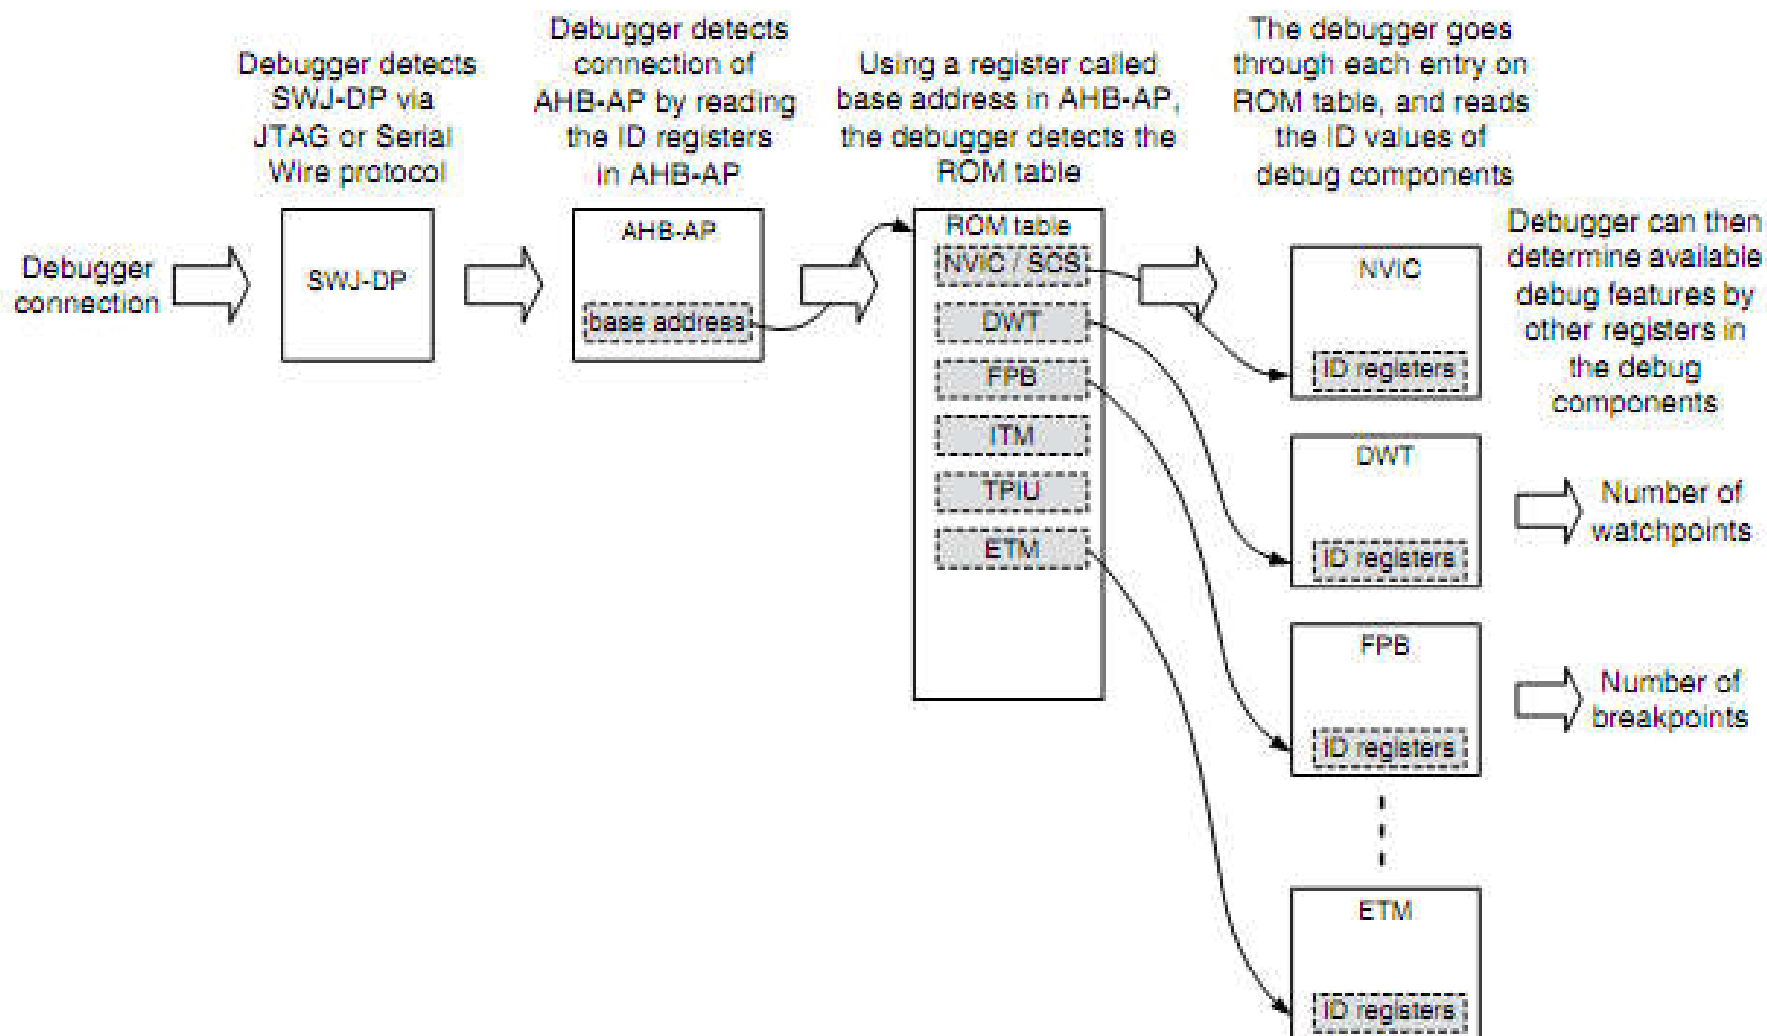 Debugger detects
SWJ-DP via
JTAG or Serial
Wire protocol
Debugger detects
connection of
AHB-AP by reading
the ID registers
in AHB-AP
Using a register called
base address in AHB-AP,
the debugger detects the
ROM table
The debugger goes
through each entry on
ROM table, and reads
the ID values of
debug components
Debugger can then
determine available
debug features by
other registers in
the debug
components
Debugger
connection
SWJ-DP
AHB-AP
base address
ROM table
NVIC / SCS
DWT
FPB
ITM
TPIU
ETM
NVIC
ID registers
DWT
ID registers
Number of
watchpoints
FPB
ID registers
Number of
breakpoints
ETM
ID registers